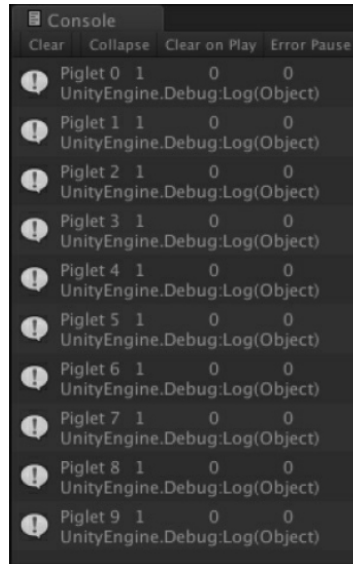 Console
Clear Collapse Clear on Play Error Pause
Piglet 0 1 0 0
UnityEngine.Debug:Log(Object)
Piglet 1 1 0 0
UnityEngine.Debug:Log(Object)
Piglet 2 1 0 0
UnityEngine.Debug:Log(Object)
Piglet 3 1 0 0
UnityEngine.Debug:Log(Object)
Piglet 4 1 0 0
UnityEngine.Debug:Log(Object)
Piglet 5 1 0 0
UnityEngine.Debug:Log(Object)
Piglet 6 1 0 0
UnityEngine.Debug:Log(Object)
Piglet 7 1 0 0
UnityEngine.Debug:Log(Object)
Piglet 8 1 0 0
UnityEngine.Debug:Log(Object)
Piglet 9 1 0 0
UnityEngine.Debug:Log(Object)